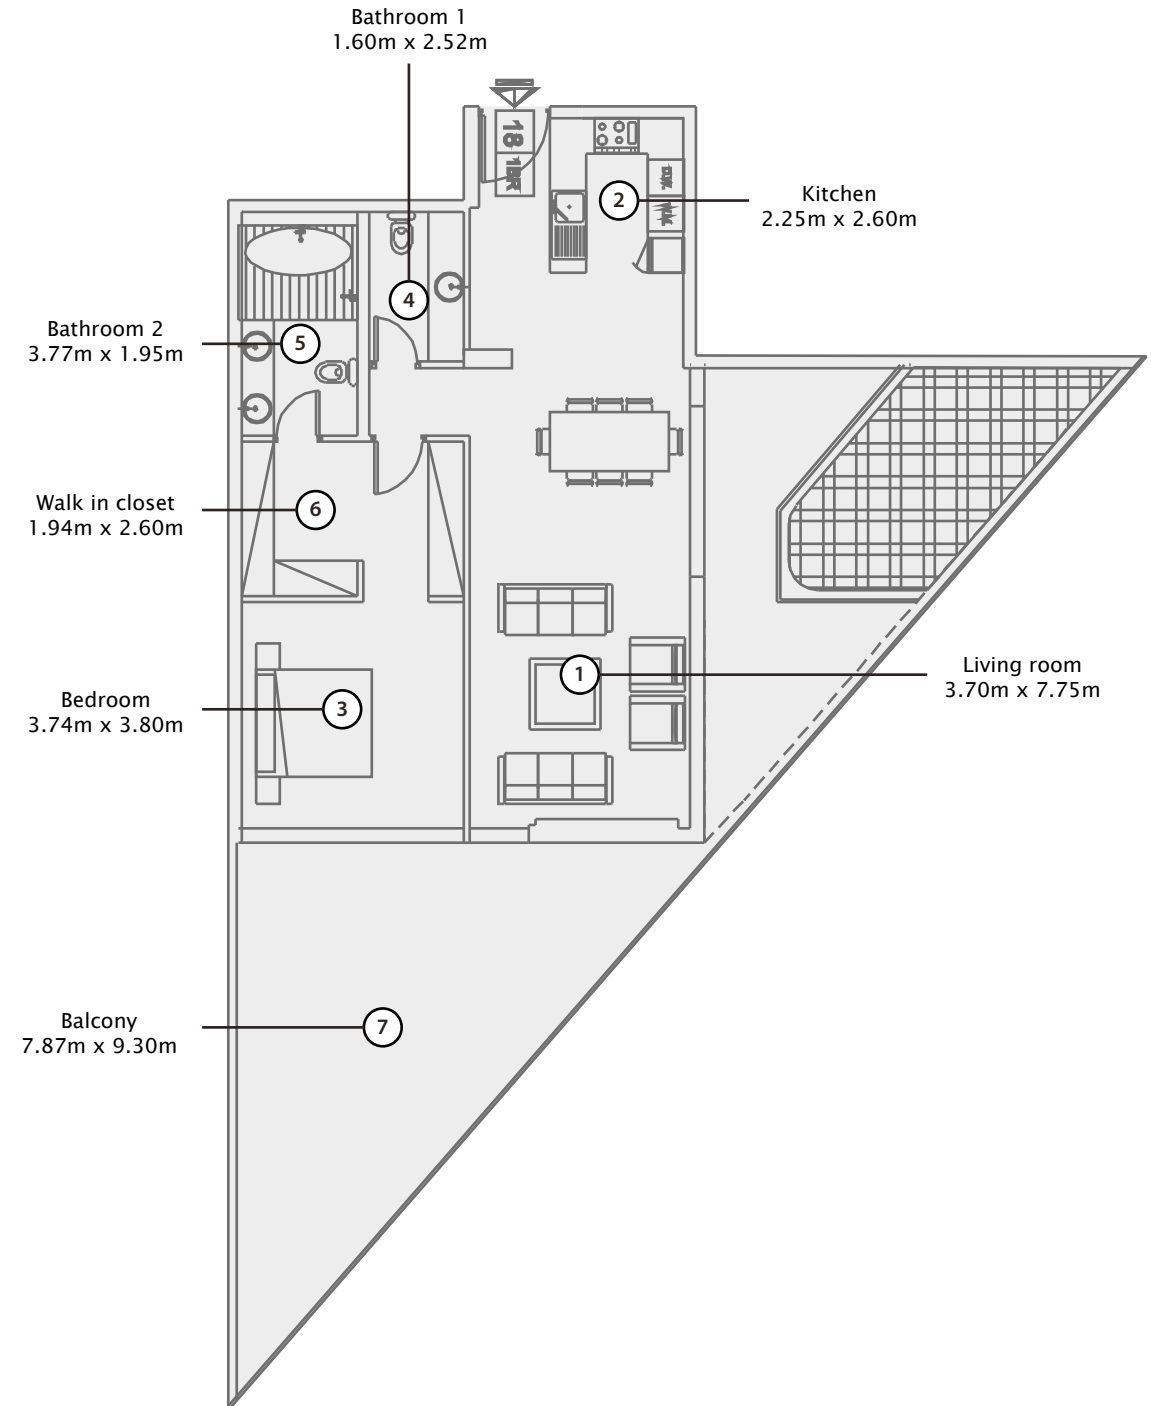 Bathroom 1
1.60m x 2.52m
18
1BR
D.W.
W.M.
2
Kitchen
2.25m x 2.60m
4
Bathroom 2
3.77m x 1.95m
5
Walk in closet
1.94m x 2.60m
6
1
Living room
3.70m x 7.75m
Bedroom
3.74m x 3.80m
3
Balcony
7.87m x 9.30m
7